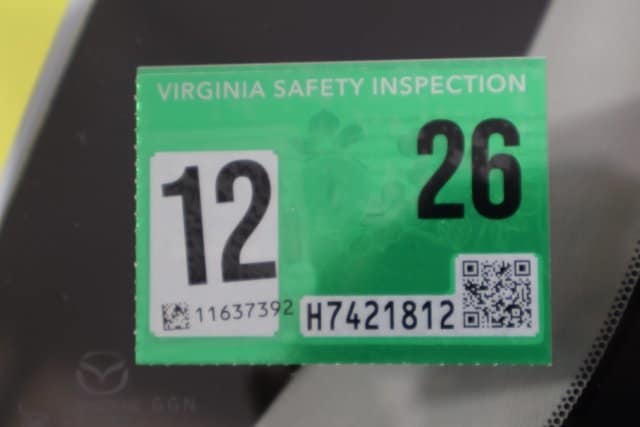 VIRGINIA SAFETY INSPECTION
12
26
11637392
H7421812